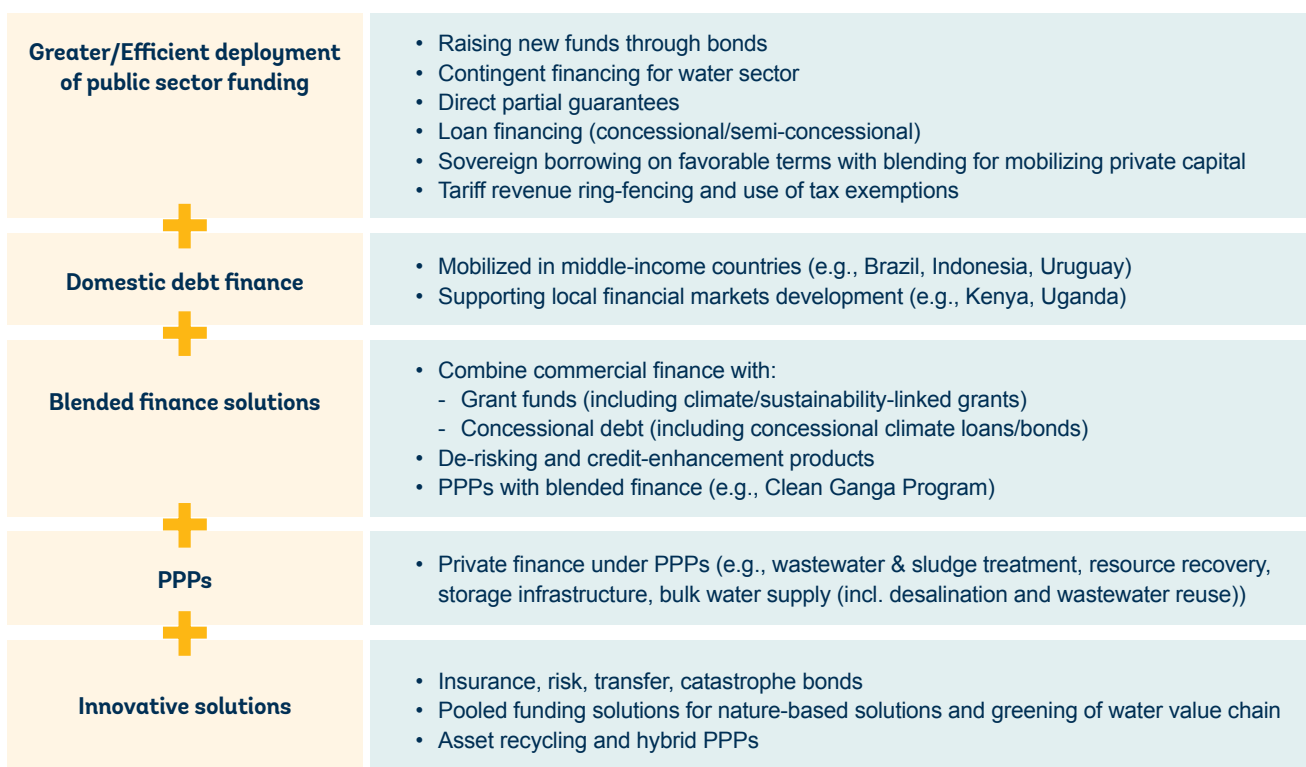 Greater/Efficient deployment
of public sector funding
• Raising new funds through bonds
• Contingent financing for water sector
• Direct partial guarantees
• Loan financing (concessional/semi-concessional)
• Sovereign borrowing on favorable terms with blending for mobilizing private capital
• Tariff revenue ring-fencing and use of tax exemptions
Domestic debt finance
• Mobilized in middle-income countries (e.g., Brazil, Indonesia, Uruguay)
• Supporting local financial markets development (e.g., Kenya, Uganda)
Blended finance solutions
• Combine commercial finance with:
- Grant funds (including climate/sustainability-linked grants)
- Concessional debt (including concessional climate loans/bonds)
• De-risking and credit-enhancement products
• PPPs with blended finance (e.g., Clean Ganga Program)
PPPs
• Private finance under PPPs (e.g., wastewater & sludge treatment, resource recovery,
storage infrastructure, bulk water supply (incl. desalination and wastewater reuse))
Innovative solutions
• Insurance, risk, transfer, catastrophe bonds
• Pooled funding solutions for nature-based solutions and greening of water value chain
• Asset recycling and hybrid PPPs